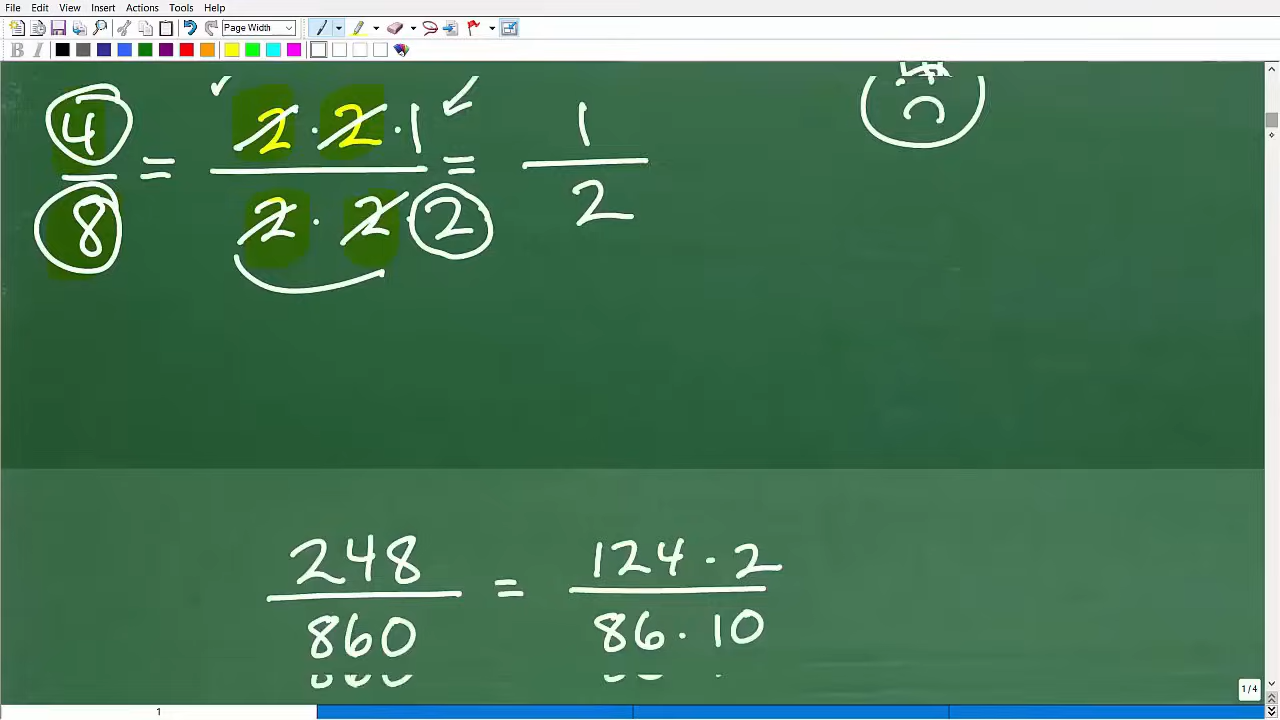 File Edit View Insert Actions Tools Help
Page Width
B I
4/8 = 2·2·1/2·2·2 = 1/2
248/860 = 124·2/86·10
1/4
1